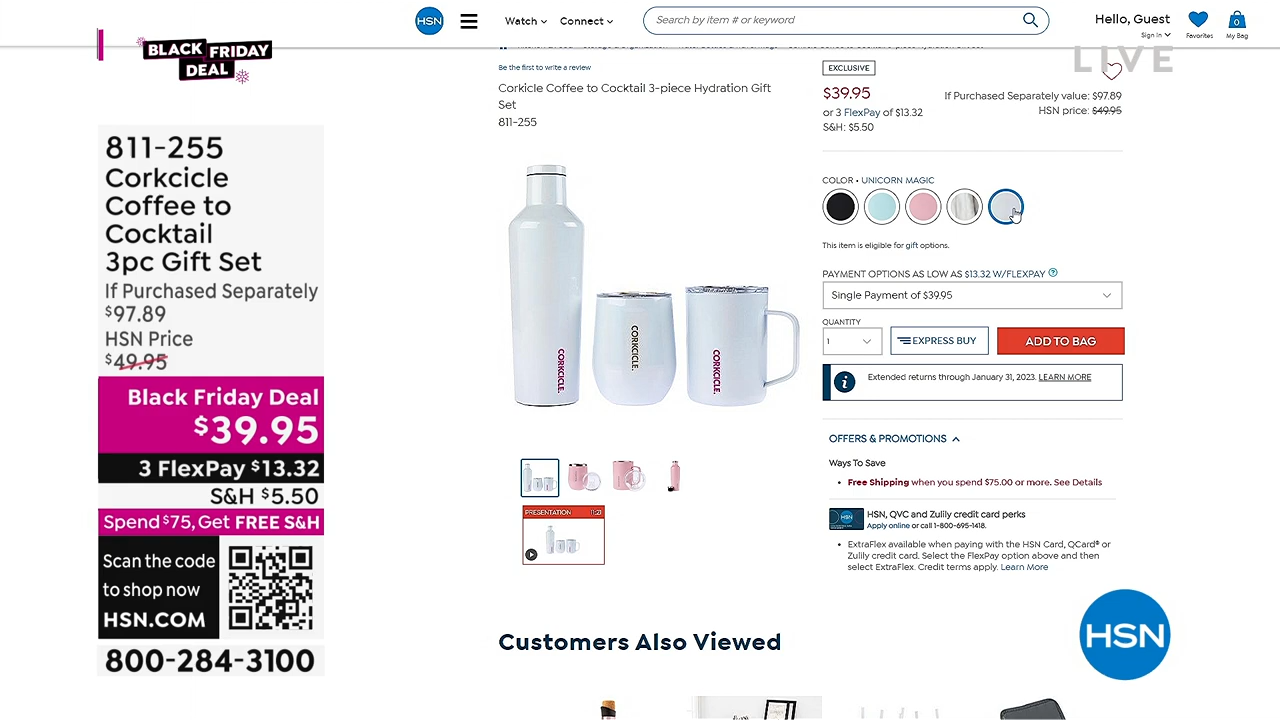 HSN
Watch
Connect
Search by item # or keyword
Hello, Guest
Sign In
Favorites
0
My Bag
LIVE
BLACK FRIDAY
DEAL
811-255
Corkcicle
Coffee to
Cocktail
3pc Gift Set
If Purchased Separately
$97.89
HSN Price
$49.95
Black Friday Deal
$39.95
3 FlexPay $13.32
S&H $5.50
Spend $75, Get FREE S&H
Scan the code
to shop now
HSN.COM
800-284-3100
Be the first to write a review
Corkicle Coffee to Cocktail 3-piece Hydration Gift
Set
811-255
CORKCICLE.
CORKCICLE.
CORKCICLE.
PRESENTATION 11:21
EXCLUSIVE
$39.95
or 3 FlexPay of $13.32
S&H: $5.50
If Purchased Separately value: $97.89
HSN price: $49.95
COLOR • UNICORN MAGIC
This item is eligible for gift options.
PAYMENT OPTIONS AS LOW AS $13.32 W/FLEXPAY ?
Single Payment of $39.95
QUANTITY
1
EXPRESS BUY
ADD TO BAG
i
Extended returns through January 31, 2023. LEARN MORE
OFFERS & PROMOTIONS
Ways To Save
• Free Shipping when you spend $75.00 or more. See Details
HSN
HSN, QVC and Zulily credit card perks
Apply online or call 1-800-695-1418.
• ExtraFlex available when paying with the HSN Card, QCard® or
Zulily credit card. Select the FlexPay option above and then
select ExtraFlex. Credit terms apply. Learn More
Customers Also Viewed
HSN